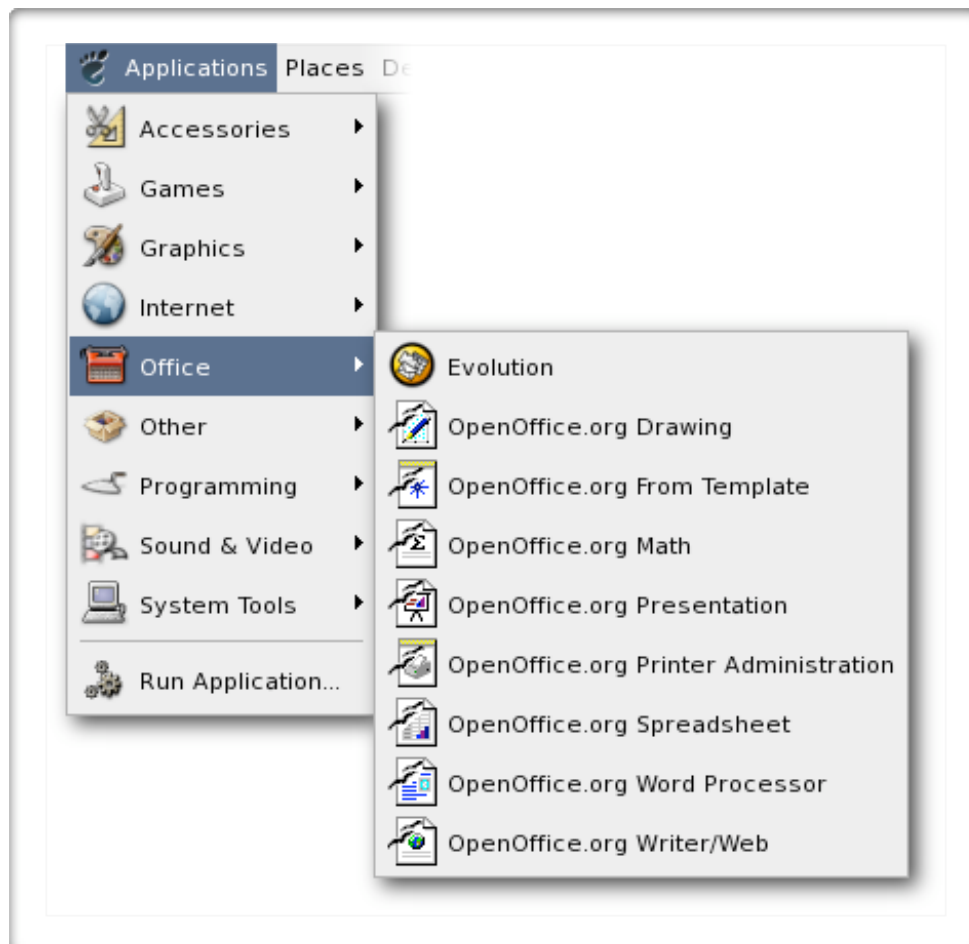 Applications Places De
Accessories
Games
Graphics
Internet
Office
Other
Programming
Sound & Video
System Tools
Run Application...
Evolution
OpenOffice.org Drawing
OpenOffice.org From Template
OpenOffice.org Math
OpenOffice.org Presentation
OpenOffice.org Printer Administration
OpenOffice.org Spreadsheet
OpenOffice.org Word Processor
OpenOffice.org Writer/Web